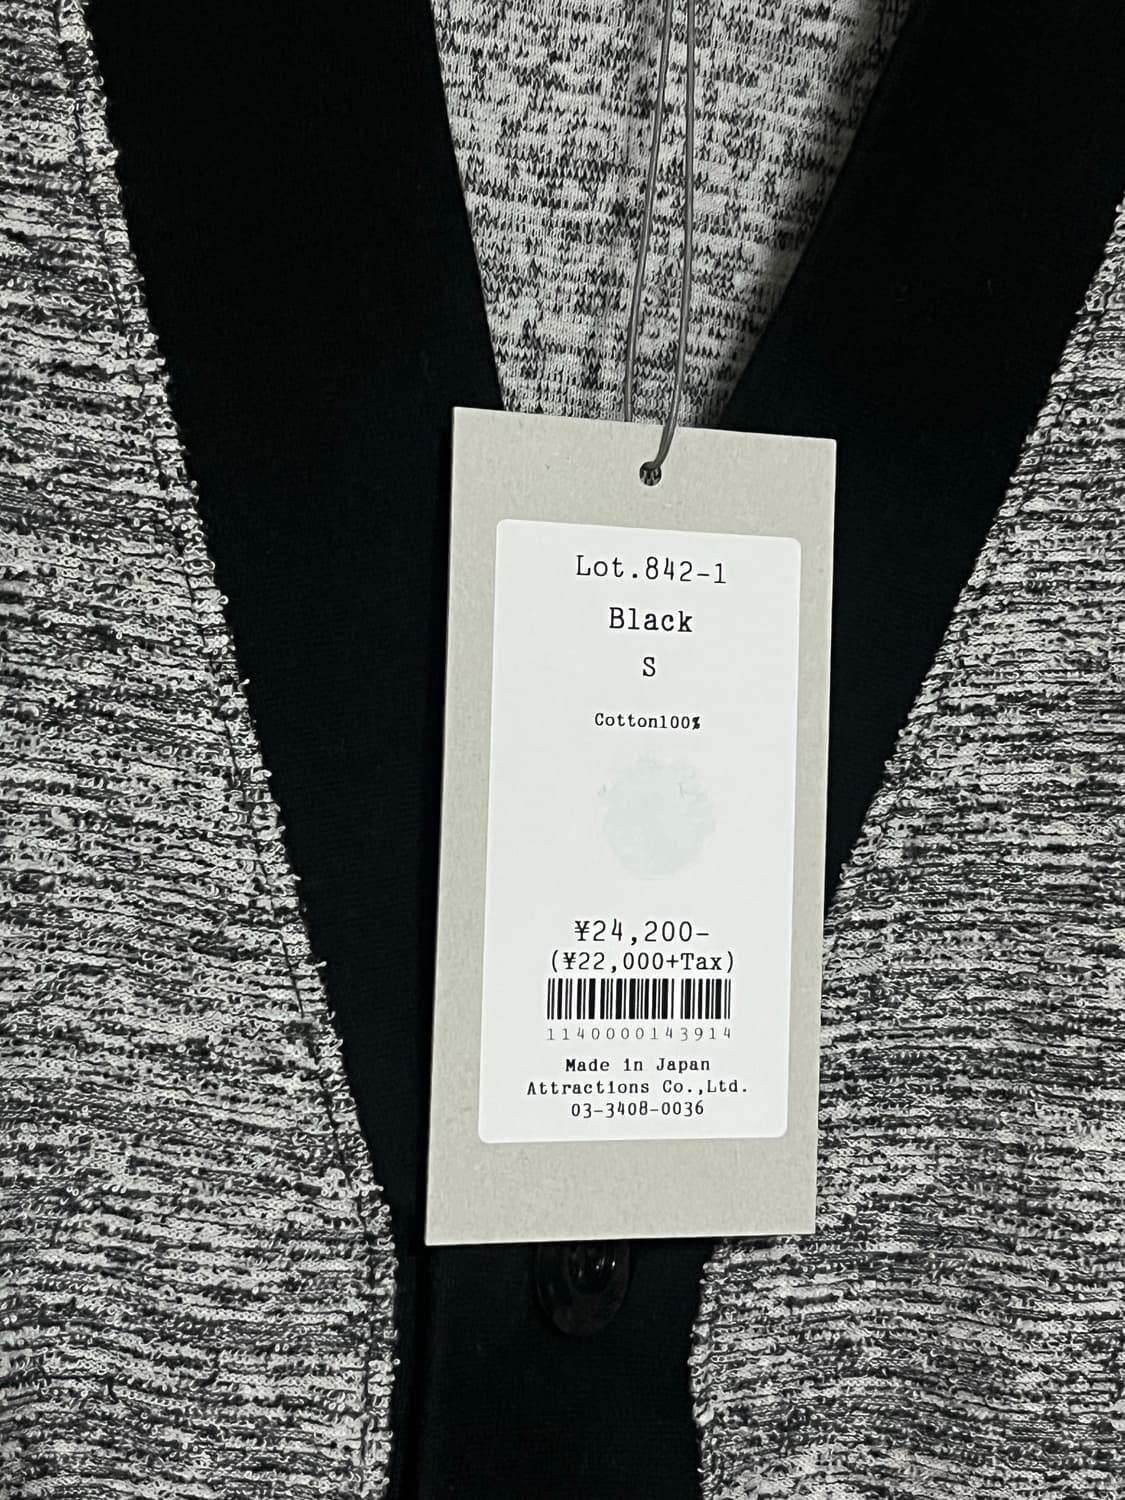 Lot.842-1
Black
S
Cotton100%
¥24,200-
(¥22,000+Tax)
1140000143914
Made in Japan
Attractions Co.,Ltd.
03-3408-0036